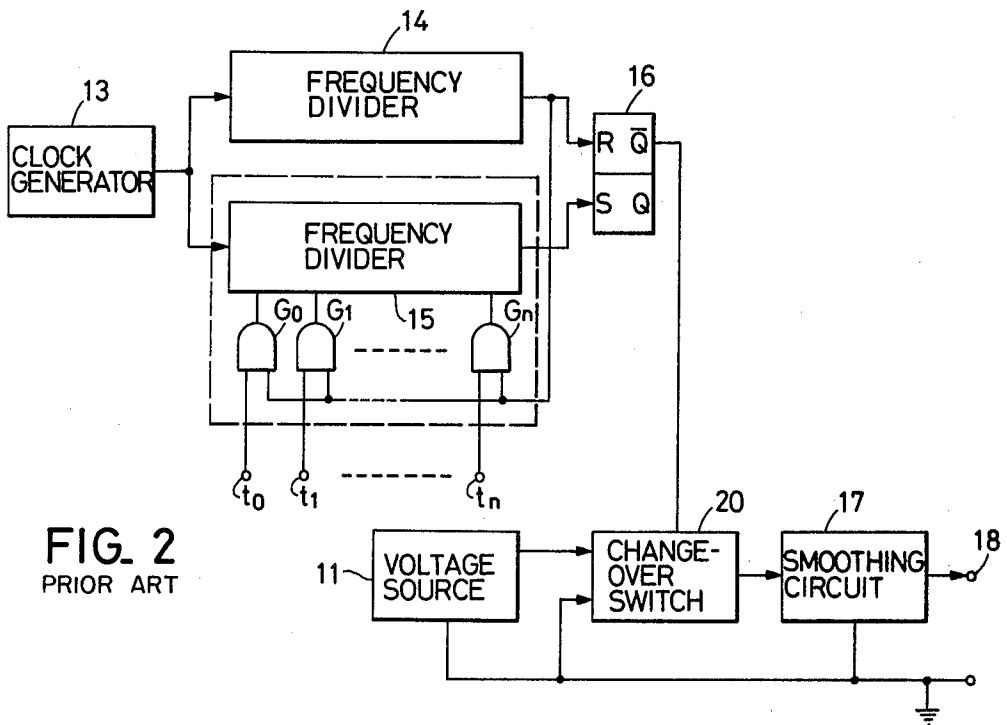 14
FREQUENCY
DIVIDER
13
CLOCK
GENERATOR
16
R Q̅
S Q
FREQUENCY
DIVIDER
15
G0
G1
Gn
t0
t1
tn
FIG. 2
PRIOR ART
11
VOLTAGE
SOURCE
20
CHANGE-
OVER
SWITCH
17
SMOOTHING
CIRCUIT
18